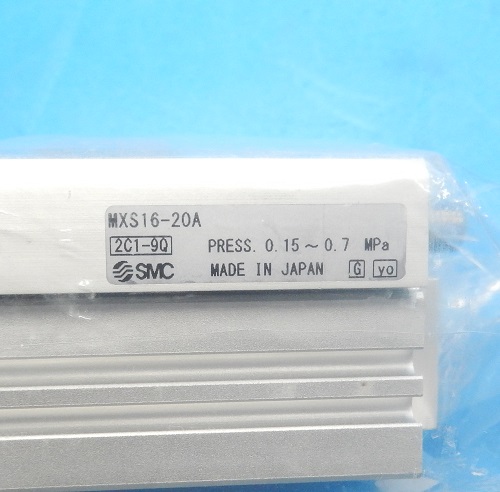 MXS16-20A
2C1-9Q PRESS. 0.15～0.7 MPa
SMC MADE IN JAPAN G yo